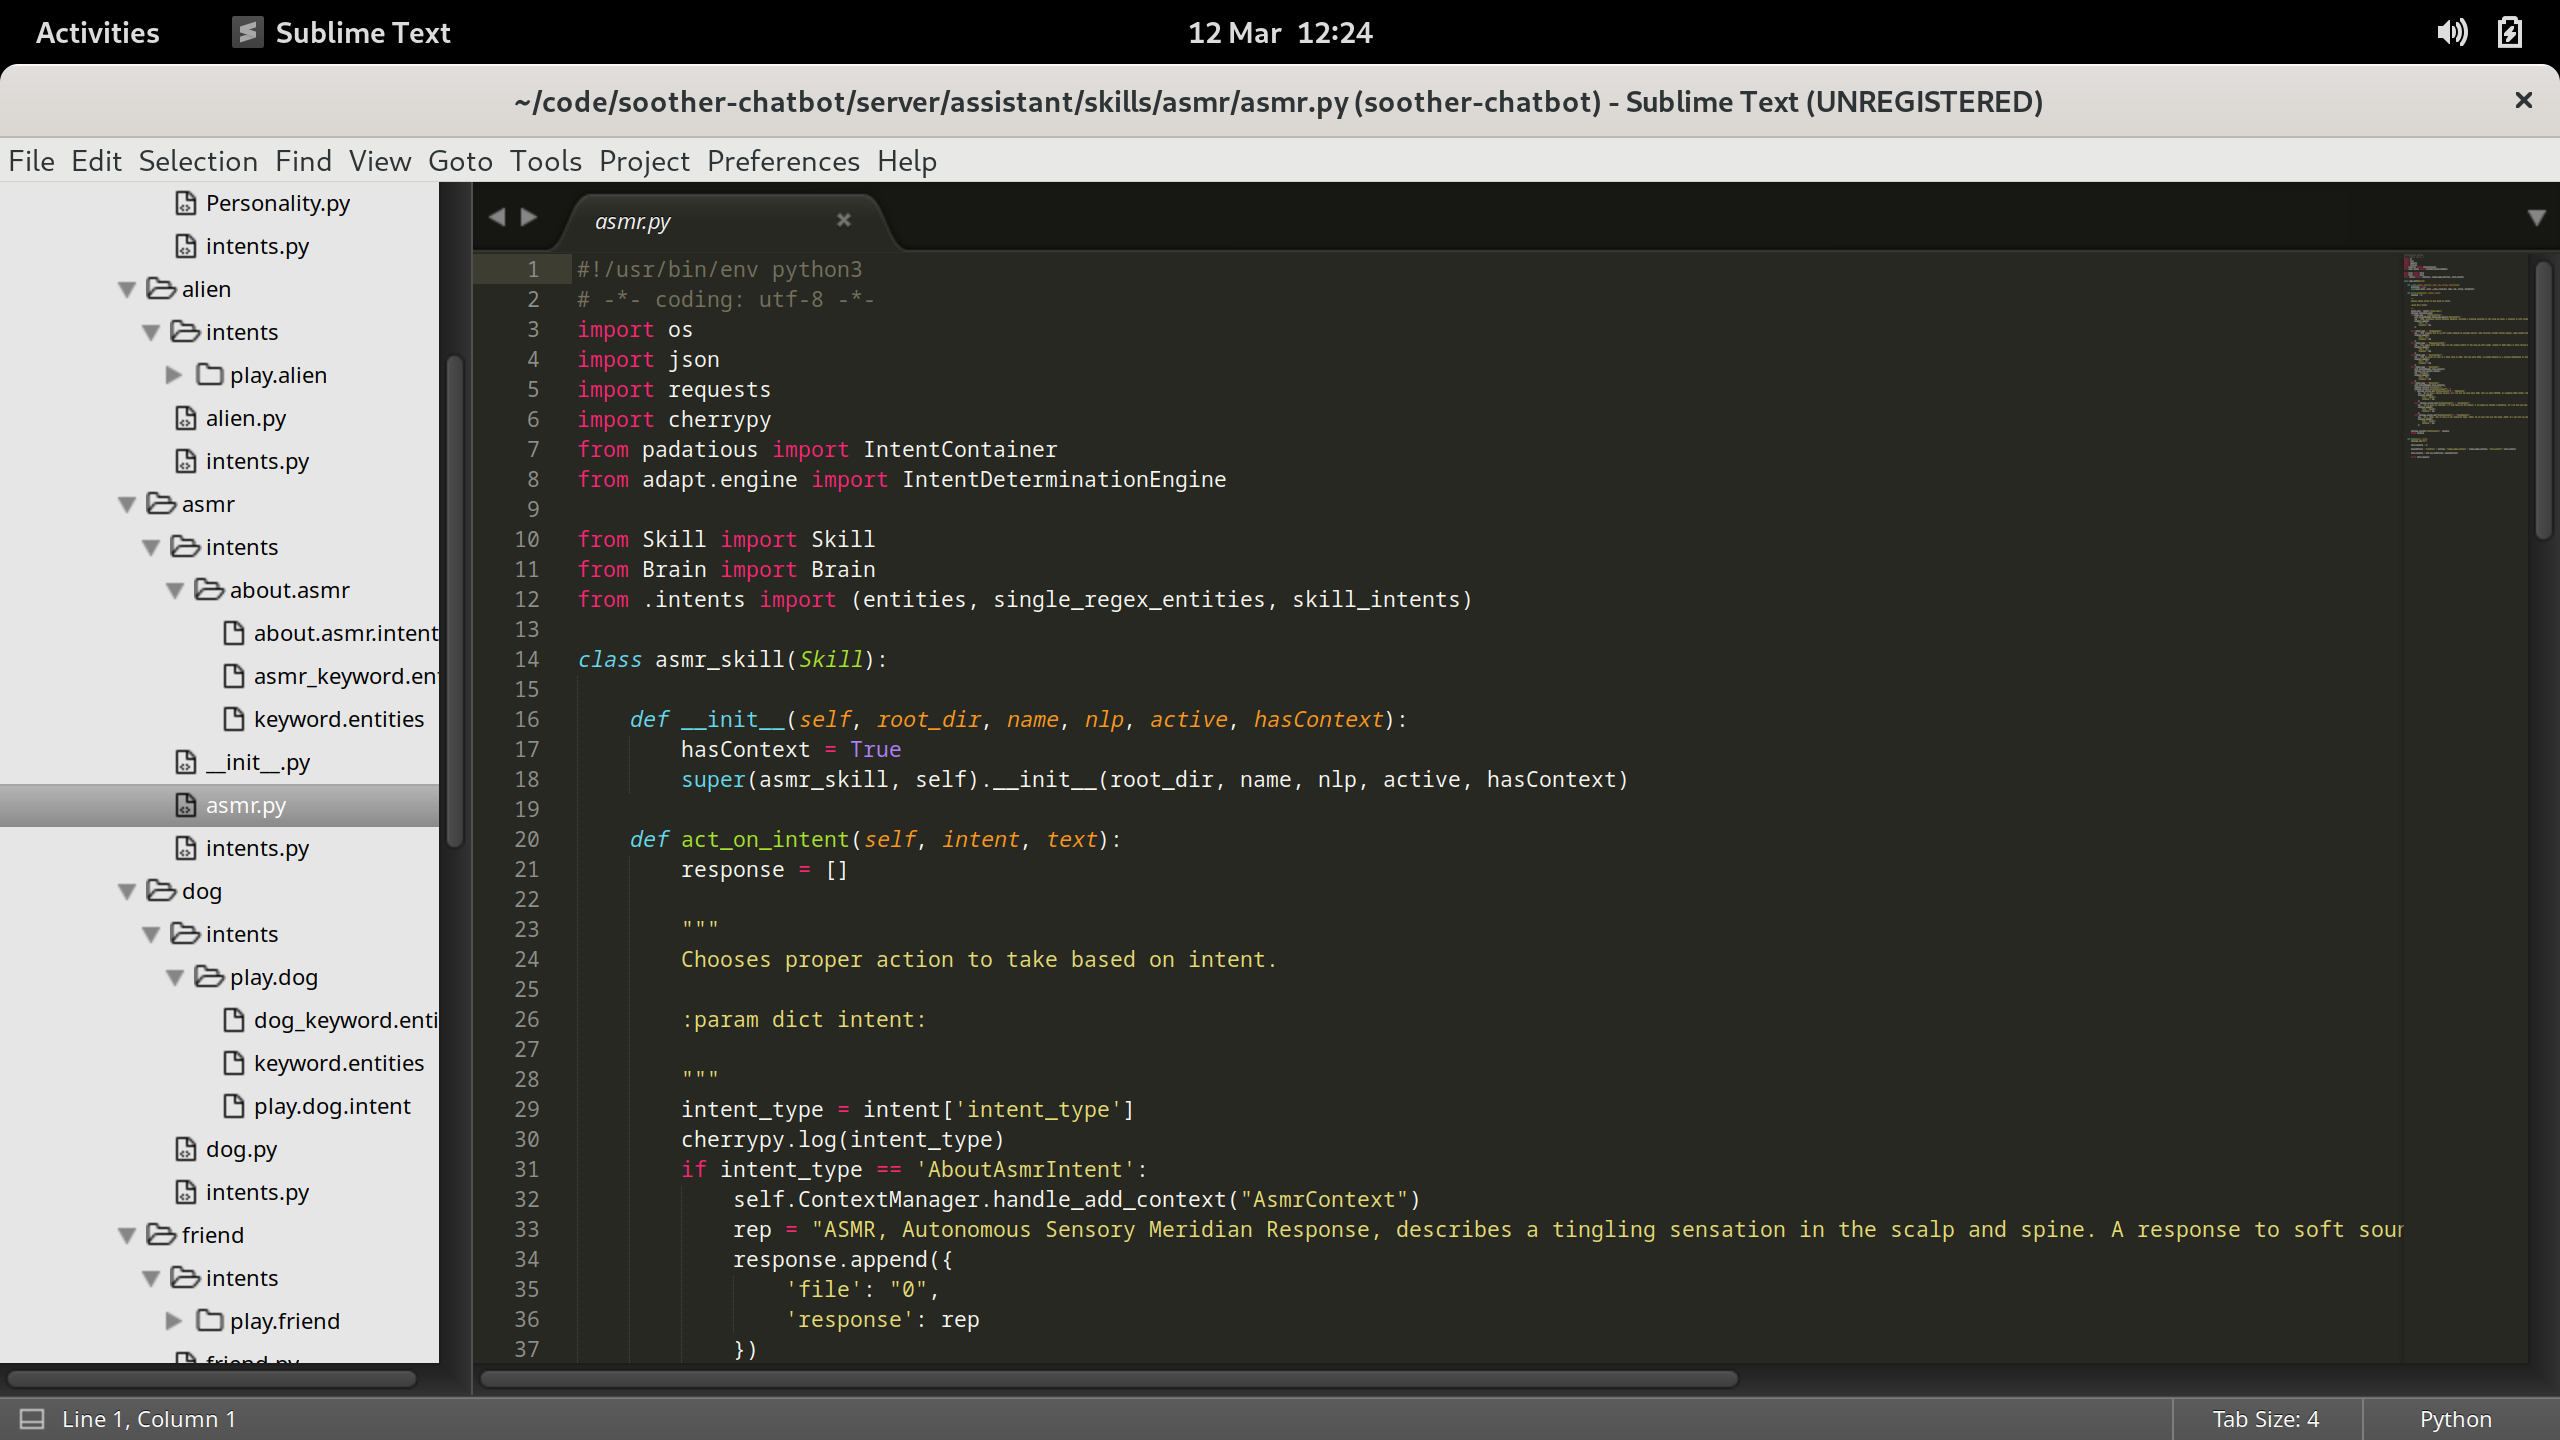 Activities Sublime Text 12 Mar 12:24
~/code/soother-chatbot/server/assistant/skills/asmr/asmr.py (soother-chatbot) - Sublime Text (UNREGISTERED)
File Edit Selection Find View Goto Tools Project Preferences Help
Personality.py
intents.py
alien
intents
play.alien
alien.py
intents.py
asmr
intents
about.asmr
about.asmr.intent
asmr_keyword.ent
keyword.entities
__init__.py
asmr.py
intents.py
dog
intents
play.dog
dog_keyword.enti
keyword.entities
play.dog.intent
dog.py
intents.py
friend
intents
play.friend
friend.py
asmr.py
1 #!/usr/bin/env python3
2 # -*- coding: utf-8 -*-
3 import os
4 import json
5 import requests
6 import cherrypy
7 from padatious import IntentContainer
8 from adapt.engine import IntentDeterminationEngine
9
10 from Skill import Skill
11 from Brain import Brain
12 from .intents import (entities, single_regex_entities, skill_intents)
13
14 class asmr_skill(Skill):
15
16     def __init__(self, root_dir, name, nlp, active, hasContext):
17         hasContext = True
18         super(asmr_skill, self).__init__(root_dir, name, nlp, active, hasContext)
19
20     def act_on_intent(self, intent, text):
21         response = []
22
23         """
24         Chooses proper action to take based on intent.
25
26         :param dict intent:
27
28         """
29         intent_type = intent['intent_type']
30         cherrypy.log(intent_type)
31         if intent_type == 'AboutAsmrIntent':
32             self.ContextManager.handle_add_context("AsmrContext")
33             rep = "ASMR, Autonomous Sensory Meridian Response, describes a tingling sensation in the scalp and spine. A response to soft sour
34             response.append({
35                 'file': "0",
36                 'response': rep
37             })
Line 1, Column 1 Tab Size: 4 Python